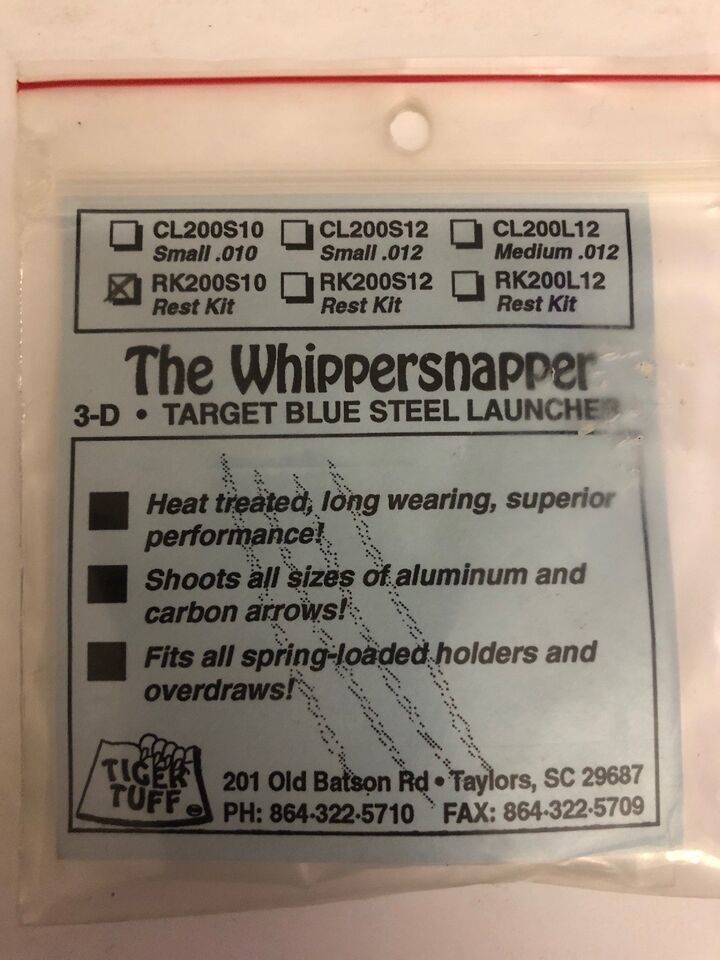 CL200S10 CL200S12 CL200L12
Small .010 Small .012 Medium .012
RK200S10 RK200S12 RK200L12
Rest Kit Rest Kit Rest Kit
The Whippersnapper
3-D • TARGET BLUE STEEL LAUNCHER
Heat treated, long wearing, superior
performance!
Shoots all sizes of aluminum and
carbon arrows!
Fits all spring-loaded holders and
overdraws!
TIGER
TUFF
201 Old Batson Rd • Taylors, SC 29687
PH: 864-322-5710 FAX: 864-322-5709